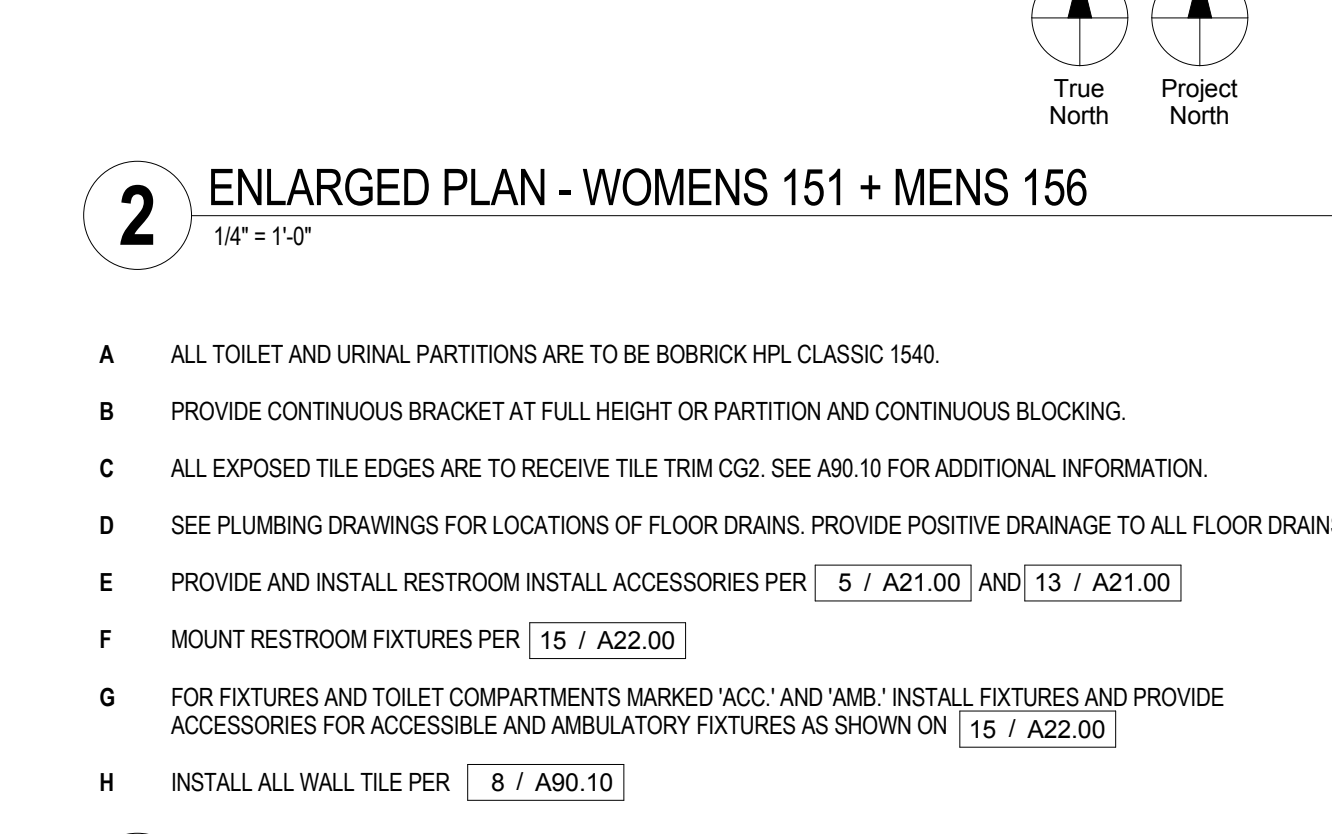 True North
Project North
2
ENLARGED PLAN - WOMENS 151 + MENS 156
1/4" = 1'-0"
A ALL TOILET AND URINAL PARTITIONS ARE TO BE BOBRICK HPL CLASSIC 1540.
B PROVIDE CONTINUOUS BRACKET AT FULL HEIGHT OR PARTITION AND CONTINUOUS BLOCKING.
C ALL EXPOSED TILE EDGES ARE TO RECEIVE TILE TRIM CG2. SEE A90.10 FOR ADDITIONAL INFORMATION.
D SEE PLUMBING DRAWINGS FOR LOCATIONS OF FLOOR DRAINS. PROVIDE POSITIVE DRAINAGE TO ALL FLOOR DRAINS
E PROVIDE AND INSTALL RESTROOM INSTALL ACCESSORIES PER 5 / A21.00 AND 13 / A21.00
F MOUNT RESTROOM FIXTURES PER 15 / A22.00
G FOR FIXTURES AND TOILET COMPARTMENTS MARKED 'ACC.' AND 'AMB.' INSTALL FIXTURES AND PROVIDE
ACCESSORIES FOR ACCESSIBLE AND AMBULATORY FIXTURES AS SHOWN ON 15 / A22.00
H INSTALL ALL WALL TILE PER 8 / A90.10